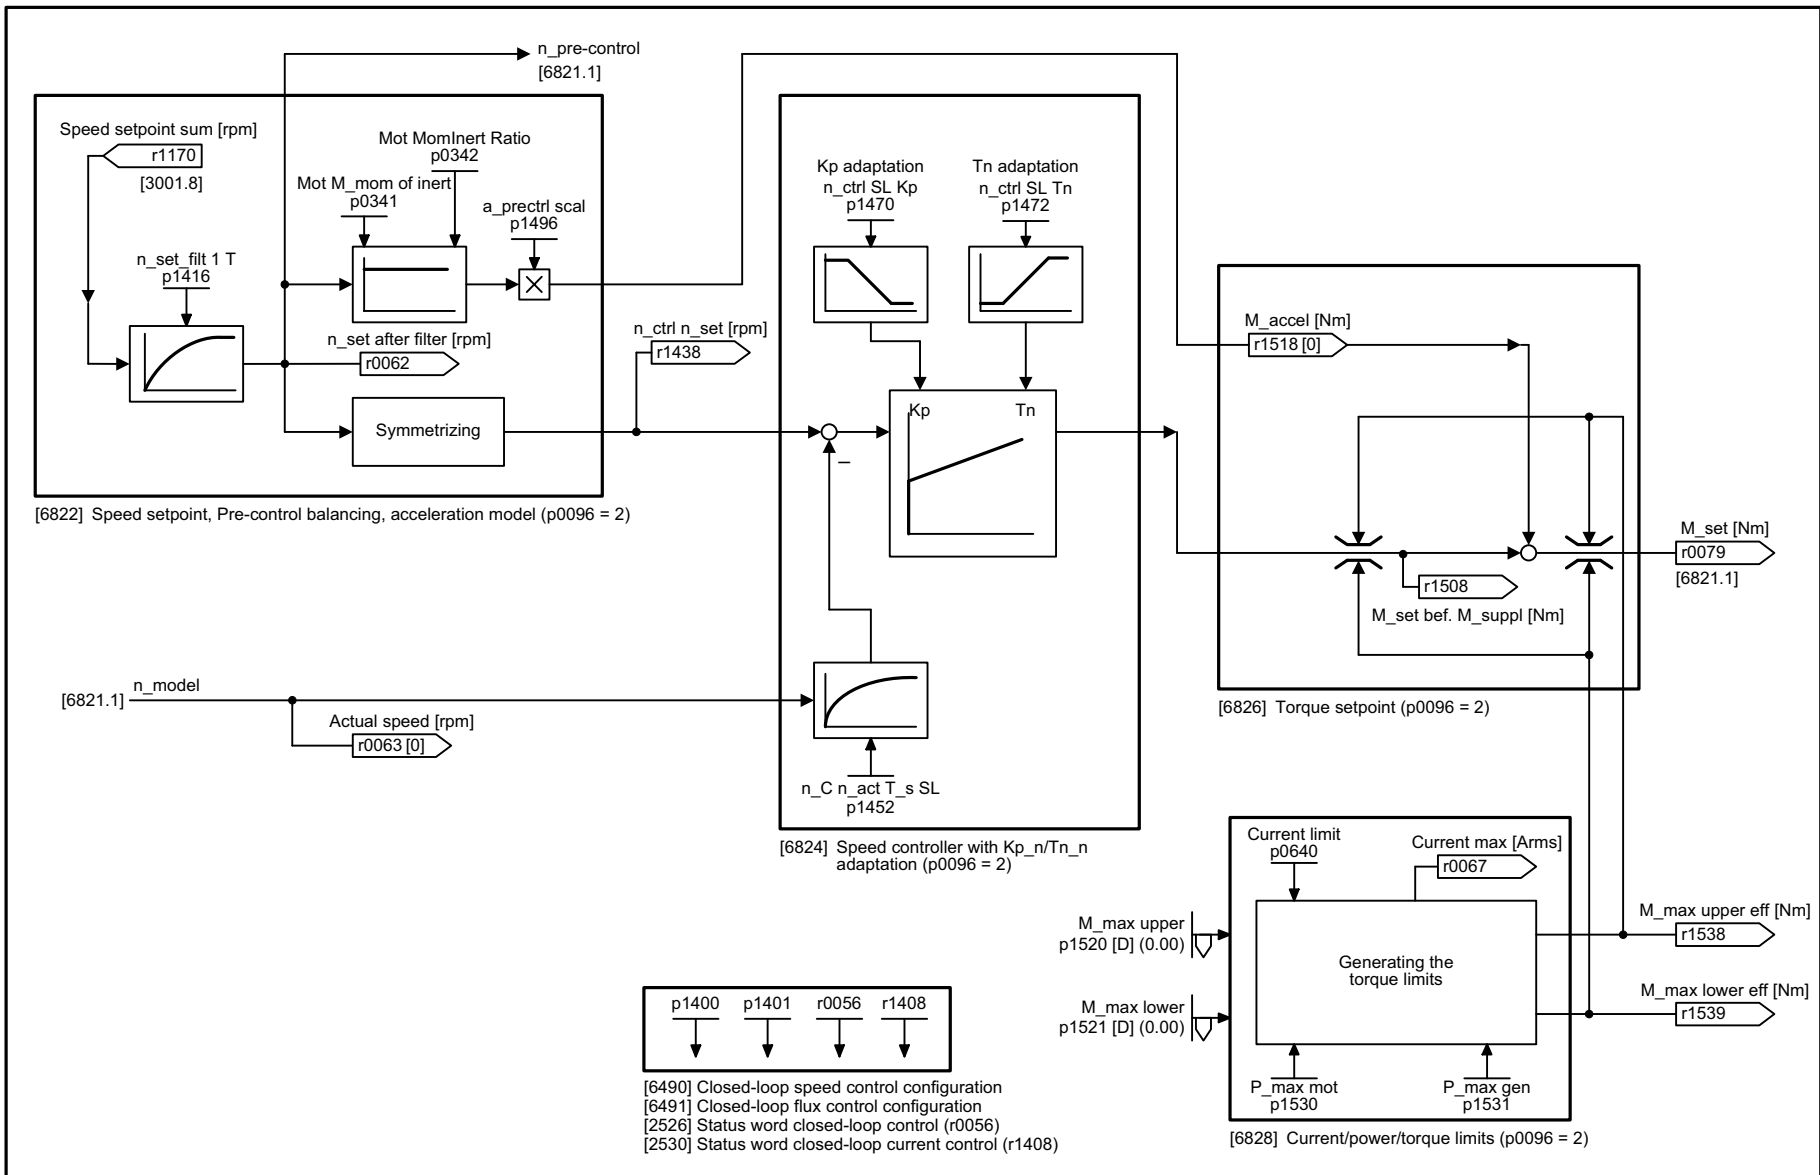 n_pre-control
[6821.1]
Speed setpoint sum [rpm]
r1170
[3001.8]
Mot MomInert Ratio
p0342
Mot M_mom of inert
p0341
a_prectrl scal
p1496
n_set_filt 1 T
p1416
n_set after filter [rpm]
r0062
Symmetrizing
[6822] Speed setpoint, Pre-control balancing, acceleration model (p0096 = 2)
n_ctrl n_set [rpm]
r1438
Kp adaptation
n_ctrl SL Kp
p1470
Tn adaptation
n_ctrl SL Tn
p1472
Kp
Tn
–
[6821.1]
n_model
Actual speed [rpm]
r0063 [0]
n_C n_act T_s SL
p1452
[6824] Speed controller with Kp_n/Tn_n
adaptation (p0096 = 2)
M_accel [Nm]
r1518 [0]
r1508
M_set bef. M_suppl [Nm]
M_set [Nm]
r0079
[6821.1]
[6826] Torque setpoint (p0096 = 2)
Current limit
p0640
Current max [Arms]
r0067
M_max upper
p1520 [D] (0.00)
M_max lower
p1521 [D] (0.00)
Generating the
torque limits
M_max upper eff [Nm]
r1538
M_max lower eff [Nm]
r1539
P_max mot
p1530
P_max gen
p1531
[6828] Current/power/torque limits (p0096 = 2)
p1400
p1401
r0056
r1408
[6490] Closed-loop speed control configuration
[6491] Closed-loop flux control configuration
[2526] Status word closed-loop control (r0056)
[2530] Status word closed-loop current control (r1408)